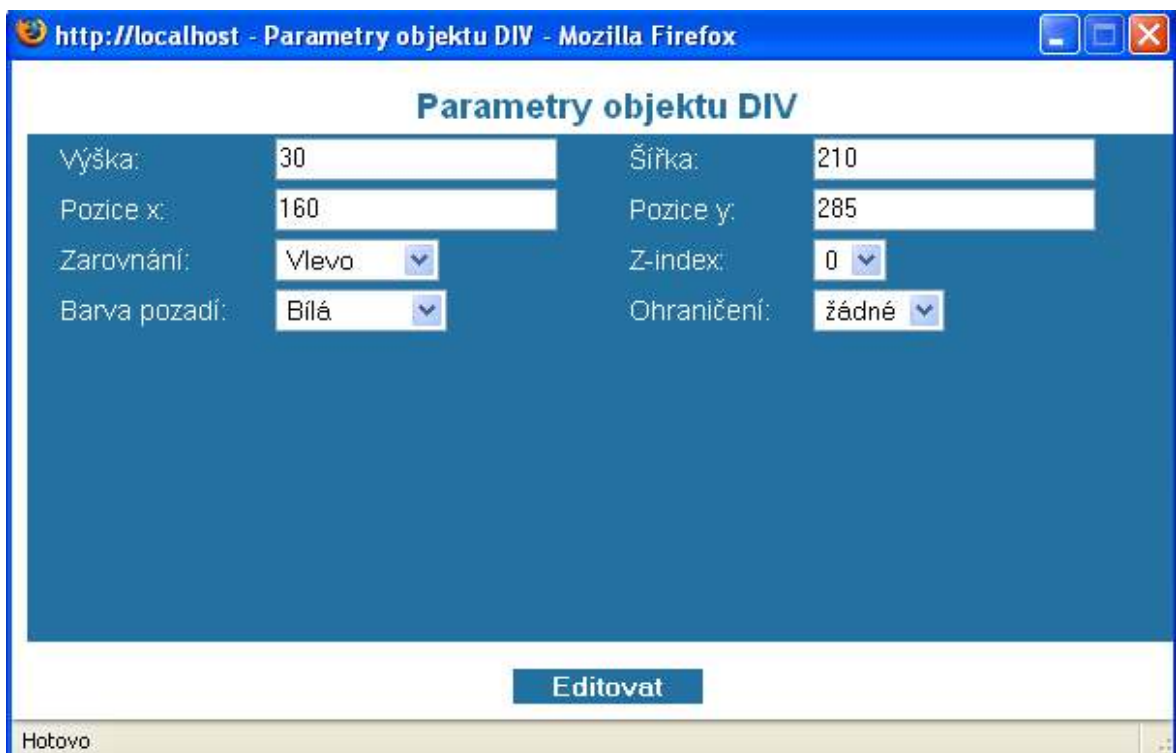 http://localhost - Parametry objektu DIV - Mozilla Firefox
Parametry objektu DIV
Výška: 30 Šířka: 210
Pozice x: 160 Pozice y: 285
Zarovnání: Vlevo Z-index: 0
Barva pozadí: Bílá Ohraničení: žádné
Editovat
Hotovo